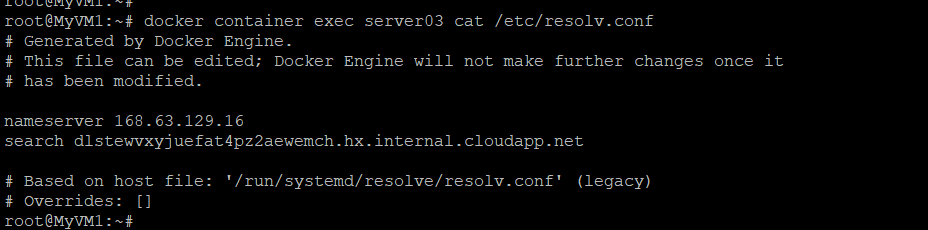 root@MyVM1:~#
root@MyVM1:~# docker container exec server03 cat /etc/resolv.conf
# Generated by Docker Engine.
# This file can be edited; Docker Engine will not make further changes once it
# has been modified.
nameserver 168.63.129.16
search dlstewvxyjuefat4pz2aewemch.hx.internal.cloudapp.net
# Based on host file: '/run/systemd/resolve/resolv.conf' (legacy)
# Overrides: []
root@MyVM1:~#